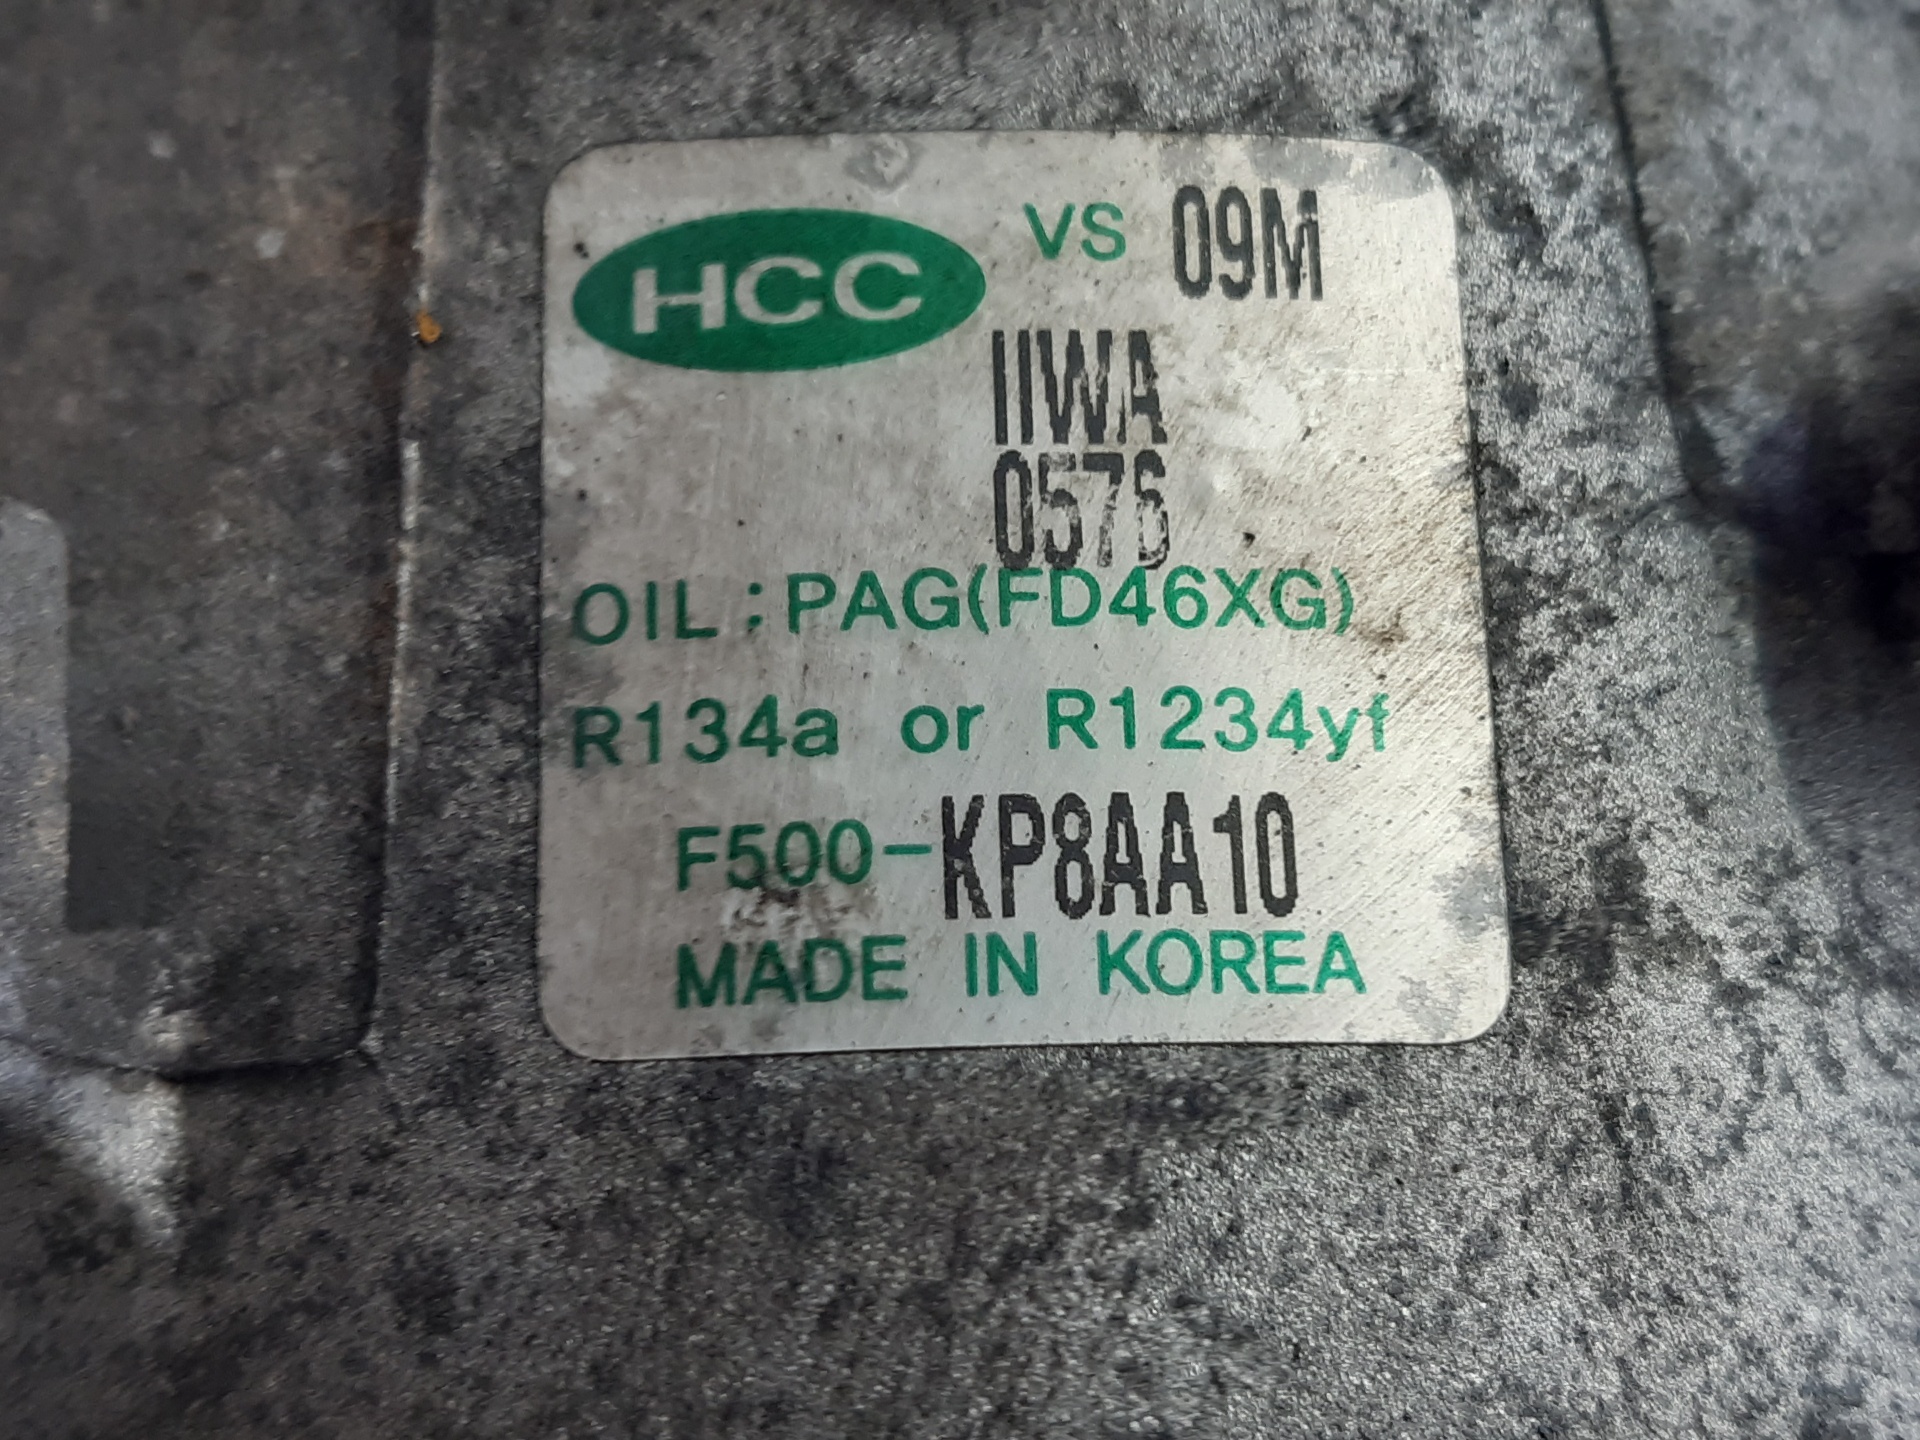 HCC VS 09M
IIWA
0576
OIL : PAG(FD46XG)
R134a or R1234yf
F500-KP8AA10
MADE IN KOREA